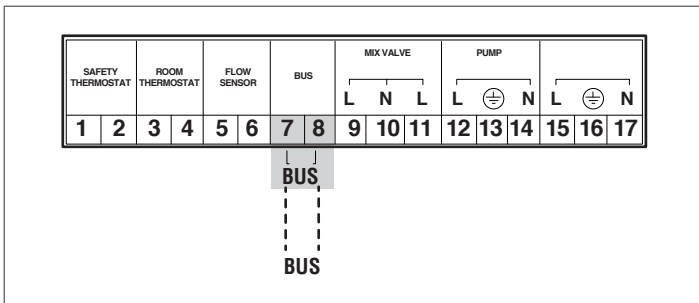 SAFETY THERMOSTAT ROOM THERMOSTAT FLOW SENSOR BUS MIX VALVE PUMP
L N L L N L N
1 2 3 4 5 6 7 8 9 10 11 12 13 14 15 16 17
BUS
BUS